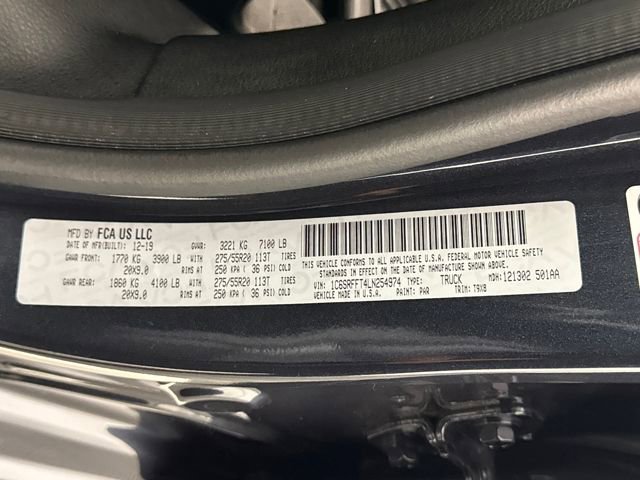 MFD BY FCA US LLC
DATE OF MFR(BUILT) 12-19 GVWR: 3221 KG 7100 LB
GAWR FRONT: 1770 KG 3900 LB WITH 275/55R20 113T TIRES
20X9.0 RIMS AT 250 KPA ( 36 PSI) COLD
GAWR REAR: 1860 KG 4100 LB WITH 275/55R20 113T TIRES
20X9.0 RIMS AT 250 KPA ( 36 PSI) COLD
THIS VEHICLE CONFORMS TO ALL APPLICABLE U.S.A. FEDERAL MOTOR VEHICLE SAFETY
STANDARDS IN EFFECT ON THE DATE OF MANUFACTURE SHOWN ABOVE.
VIN: 1C6SRFFT4LN254974 TYPE: TRUCK MDH: 121302 501AA
MADE IN U.S.A. PAINT: PAR TRIM: T9X8